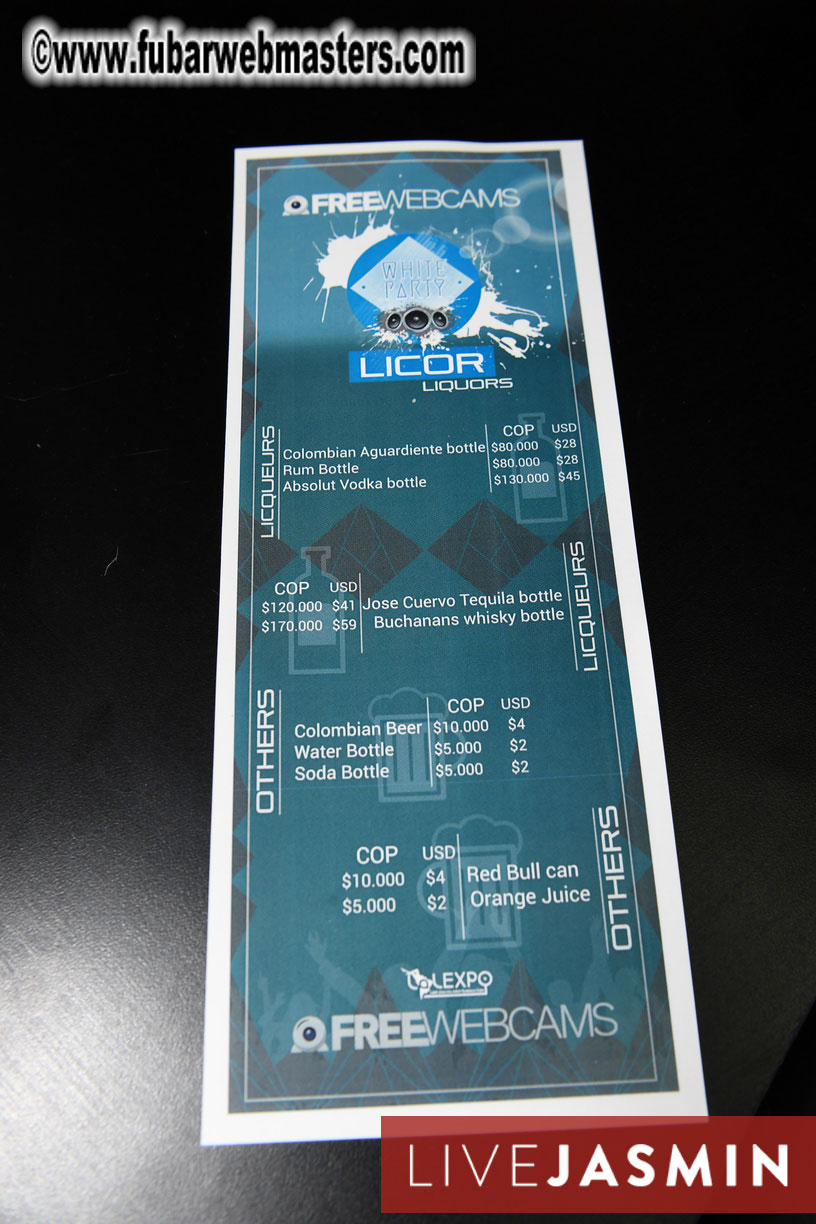 ©www.fubarwebmasters.com
FREEWEBCAMS
WHITE
PARTY
LICOR
LIQUORS
LICQUEURS
COP USD
Colombian Aguardiente bottle $80.000 $28
Rum Bottle $80.000 $28
Absolut Vodka bottle $130.000 $45
LICQUEURS
COP USD
$120.000 $41 Jose Cuervo Tequila bottle
$170.000 $59 Buchanans whisky bottle
OTHERS
COP USD
Colombian Beer $10.000 $4
Water Bottle $5.000 $2
Soda Bottle $5.000 $2
OTHERS
COP USD
$10.000 $4 Red Bull can
$5.000 $2 Orange Juice
LALEXPO
FREEWEBCAMS
LIVEJASMIN